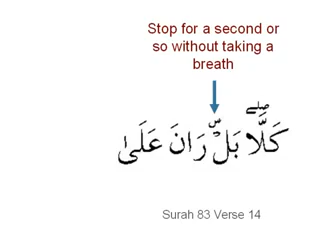 Stop for a second or
so without taking a
breath
كَلَّاۖ بَلْۜ رَانَ عَلَىٰ
Surah 83 Verse 14